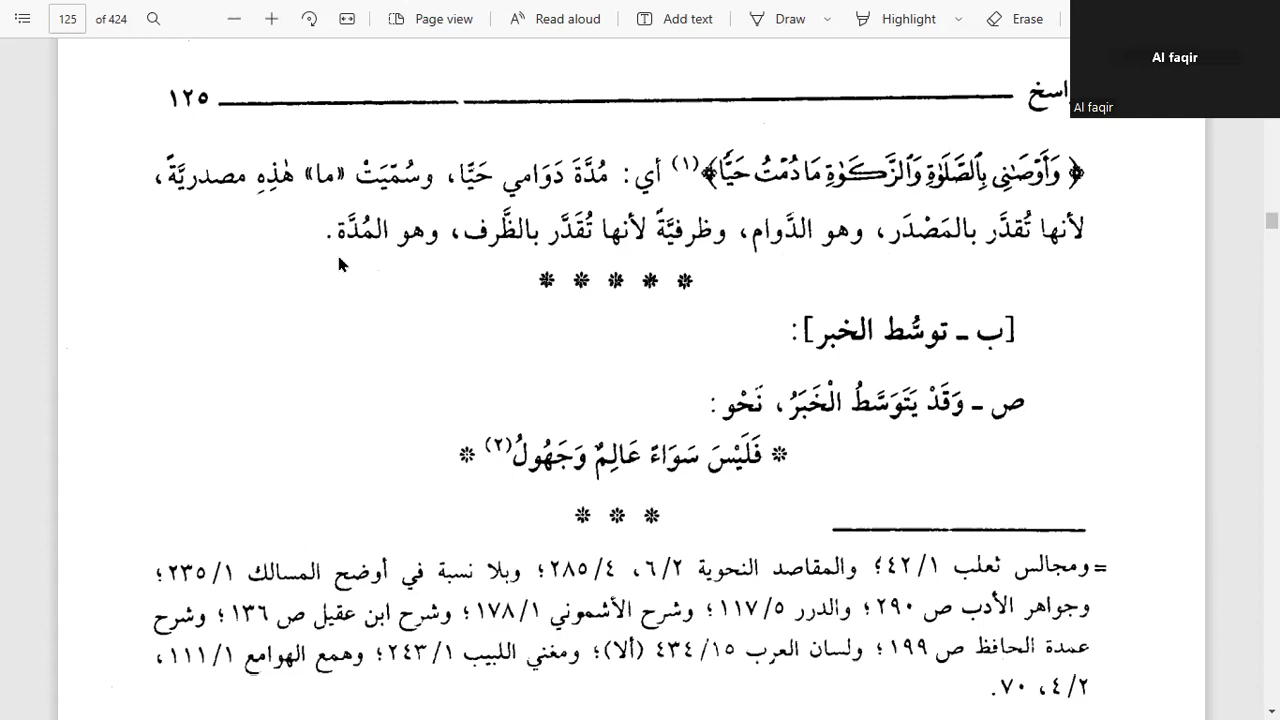 125 of 424
Page view
Read aloud
Add text
Draw
Highlight
Erase
Al faqir
Al faqir
اسخ ١٢٥
﴿وَأَوْصَٰنِى بِٱلصَّلَوٰةِ وَٱلزَّكَوٰةِ مَا دُمْتُ حَيًّا﴾(١) أي: مُدَّةَ دَوَامي حَيًّا، وسُمّيَتْ «ما» هٰذِهِ مصدريَّةً،
لأنها تُقدَّر بالمَصْدَر، وهو الدَّوام، وظرفيَّةً لأنها تُقَدَّر بالظَّرف، وهو المُدَّة.
* * * * *
[ب ـ توسُّط الخبر]:
ص ـ وَقَدْ يَتَوَسَّطُ الْخَبَرُ، نَحْو:
* فَلَيْسَ سَوَاءً عَالِمٌ وَجَهُولُ(٢) *
* * *
= ومجالس ثعلب ٤٢/١؛ والمقاصد النحوية ٦/٢، ٢٨٥/٤؛ وبلا نسبة في أوضح المسالك ٢٣٥/١؛
وجواهر الأدب ص ٢٩٠؛ والدرر ١١٧/٥؛ وشرح الأشموني ١٧٨/١؛ وشرح ابن عقيل ص ١٣٦؛ وشرح
عمدة الحافظ ص ١٩٩؛ ولسان العرب ٤٣٤/١٥ (ألا)؛ ومغني اللبيب ٢٤٣/١؛ وهمع الهوامع ١١١/١،
٤/٢، ٧٠.